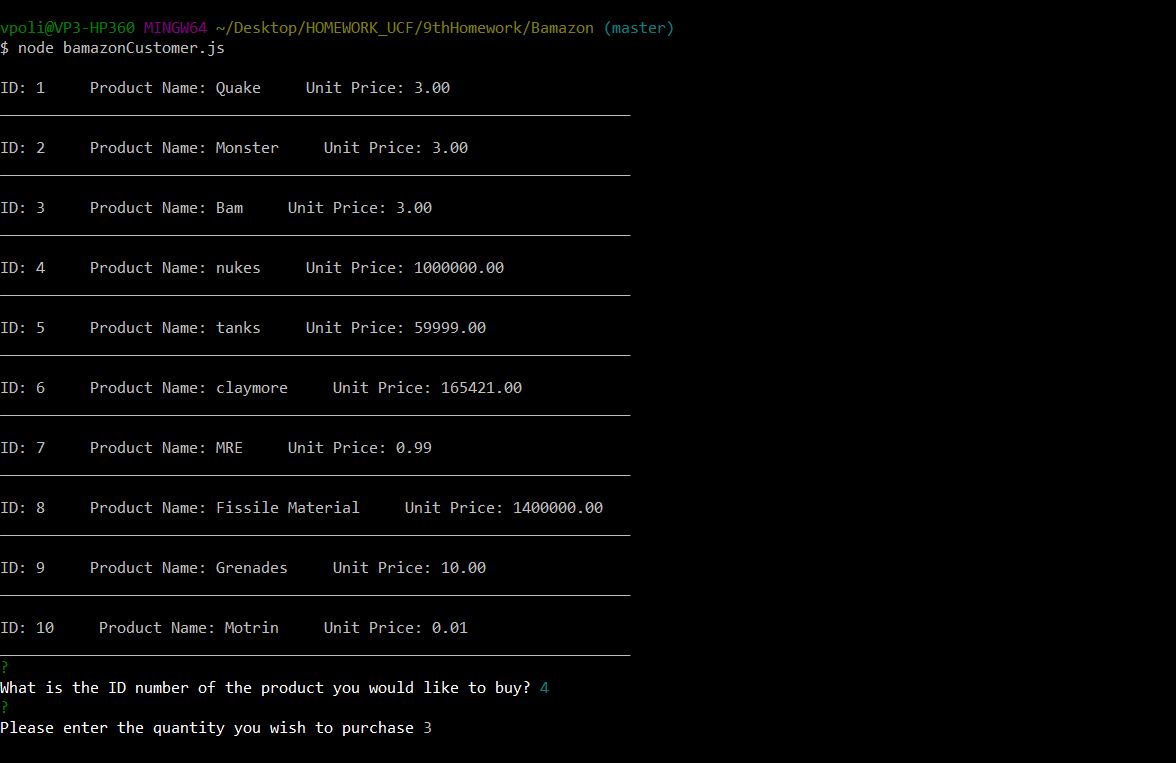 vpoli@VP3-HP360 MINGW64 ~/Desktop/HOMEWORK_UCF/9thHomework/Bamazon (master)
$ node bamazonCustomer.js
ID: 1     Product Name: Quake     Unit Price: 3.00
ID: 2     Product Name: Monster     Unit Price: 3.00
ID: 3     Product Name: Bam     Unit Price: 3.00
ID: 4     Product Name: nukes     Unit Price: 1000000.00
ID: 5     Product Name: tanks     Unit Price: 59999.00
ID: 6     Product Name: claymore     Unit Price: 165421.00
ID: 7     Product Name: MRE     Unit Price: 0.99
ID: 8     Product Name: Fissile Material     Unit Price: 1400000.00
ID: 9     Product Name: Grenades     Unit Price: 10.00
ID: 10     Product Name: Motrin     Unit Price: 0.01
?
What is the ID number of the product you would like to buy? 4
?
Please enter the quantity you wish to purchase 3